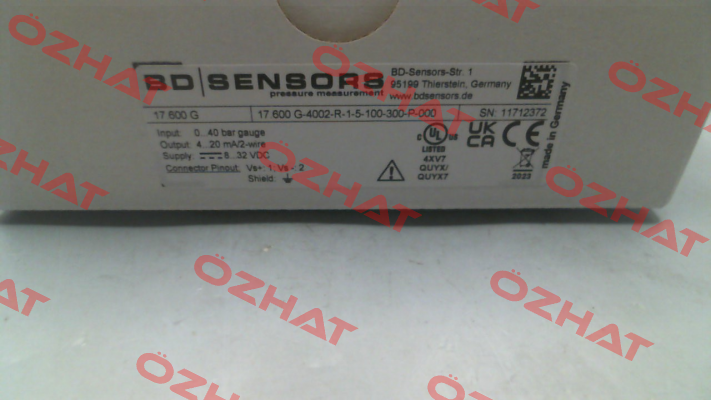 BD|SENSORS
pressure measurement
BD-Sensors-Str. 1
95199 Thierstein, Germany
www.bdsensors.de
17.600 G
17.600 G-4002-R-1-5-100-300-P-000
SN: 11712372
Input: 0...40 bar gauge
Output: 4...20 mA/2-wire
Supply: 8...32 VDC
Connector Pinout: Vs+: 1; Vs-: 2
Shield:
C UL US
LISTED
4XV7
QUYX/
QUYX7
UK
CA
CE
2023
made in Germany
ÖZHAT
ÖZHAT
ÖZHAT
ÖZHAT
ÖZHAT
ÖZHAT
ÖZHAT
ÖZHAT
ÖZHAT
ÖZHAT